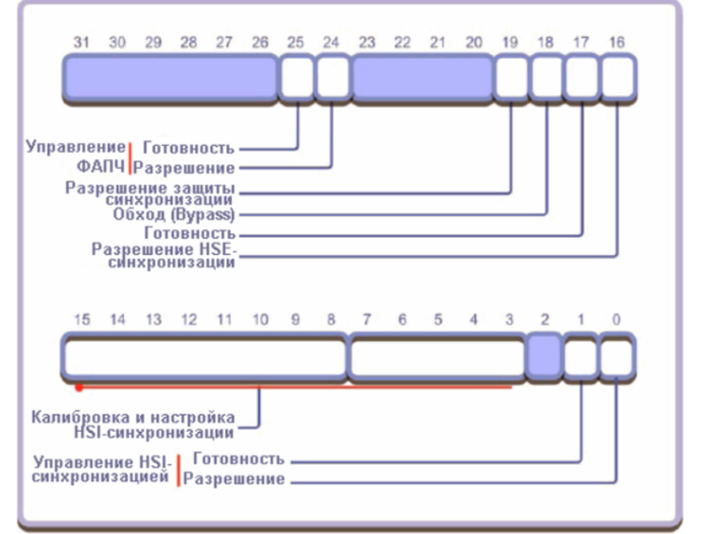 31 30 29 28 27 26 25 24 23 22 21 20 19 18 17 16
Управление
ФАПЧ
Готовность
Разрешение
Разрешение защиты
синхронизации
Обход (Bypass)
Готовность
Разрешение HSE-
синхронизации
15 14 13 12 11 10 9 8 7 6 5 4 3 2 1 0
Калибровка и настройка
HSI-синхронизации
Управление HSI-
синхронизацией
Готовность
Разрешение